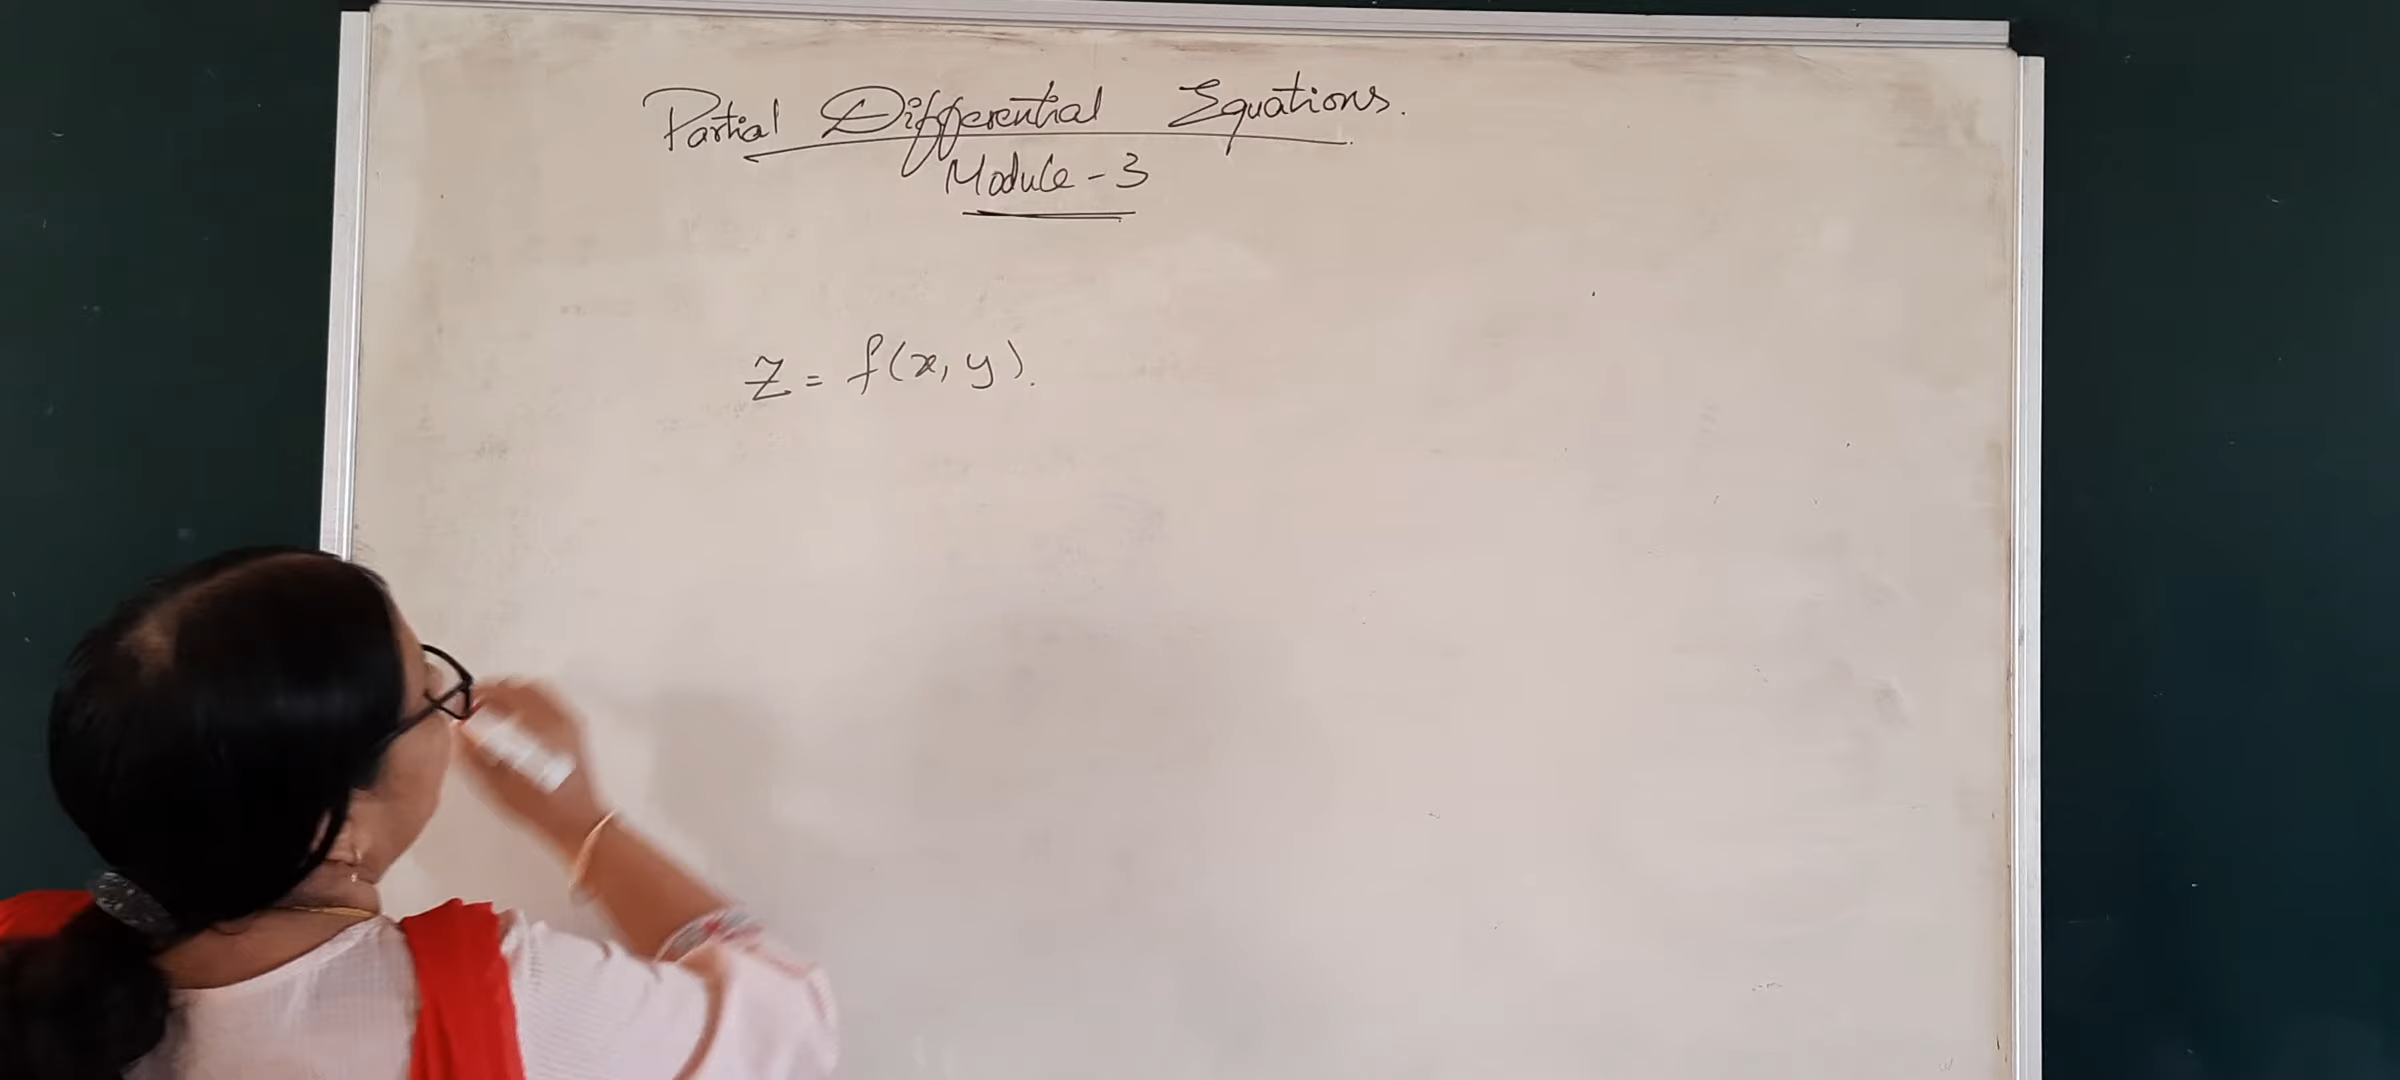 Partial Differential Equations.
Module - 3
Z = f(x, y).